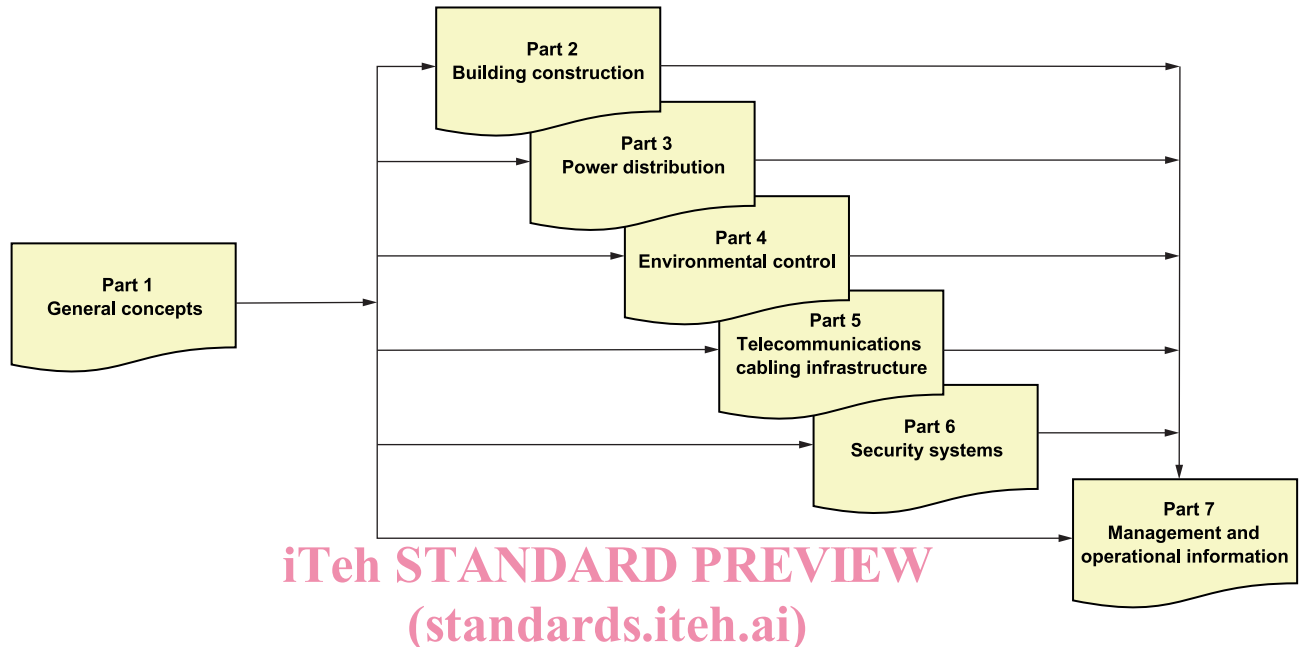 Part 2
Building construction
Part 3
Power distribution
Part 4
Environmental control
Part 1
General concepts
Part 5
Telecommunications
cabling infrastructure
Part 6
Security systems
Part 7
Management and
operational information
iTeh STANDARD PREVIEW
(standards.iteh.ai)